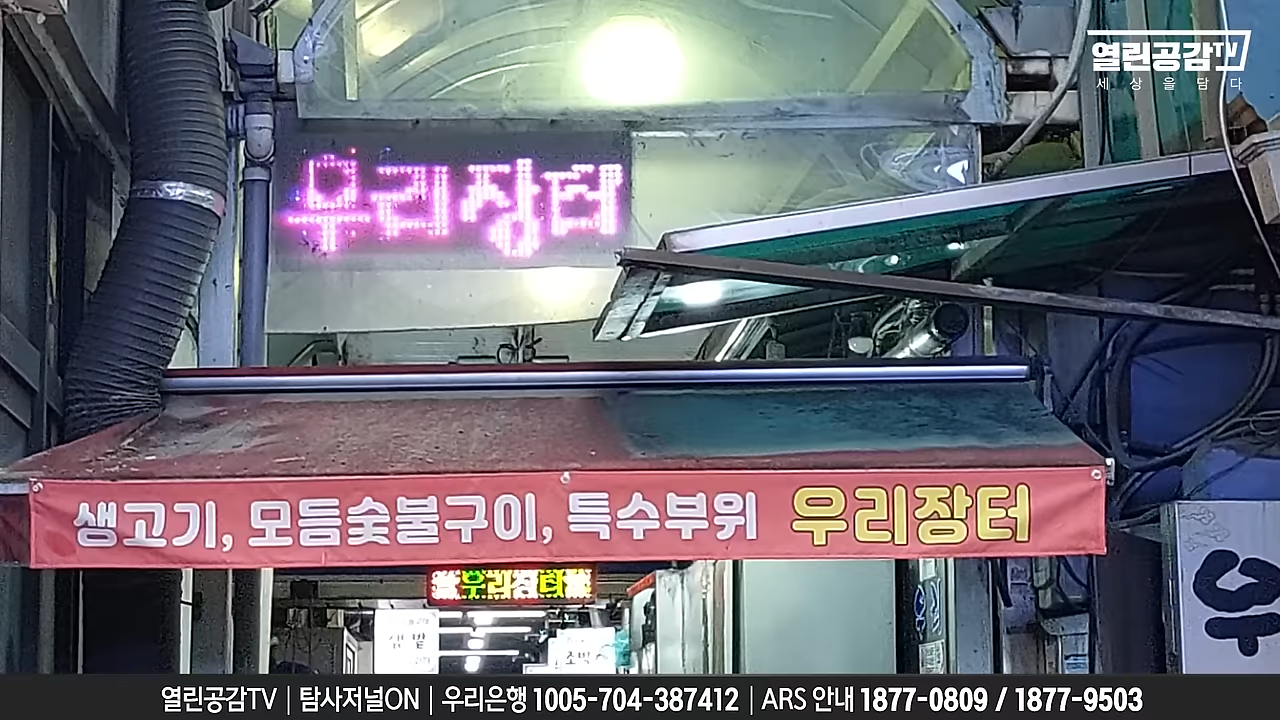 열린공감TV
세상을담다
우리장터
생고기, 모듬숯불구이, 특수부위 우리장터
우리장터
열린공감TV | 탐사저널ON | 우리은행 1005-704-387412 | ARS 안내 1877-0809 / 1877-9503